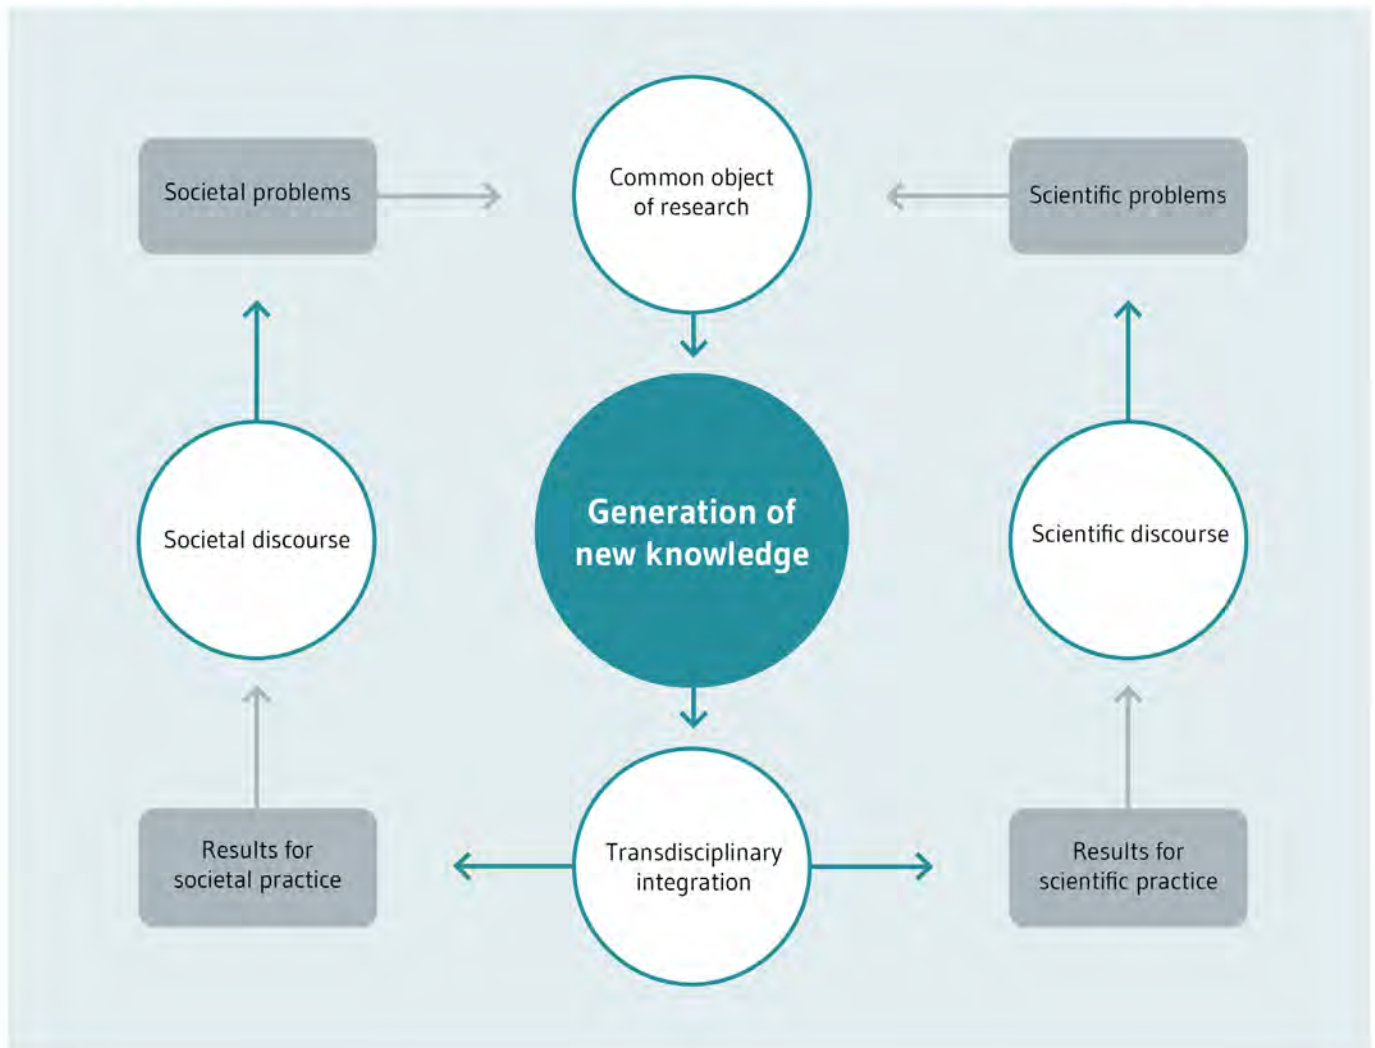 Societal problems
Common object
of research
Scientific problems
Societal discourse
Generation of
new knowledge
Scientific discourse
Results for
societal practice
Transdisciplinary
integration
Results for
scientific practice